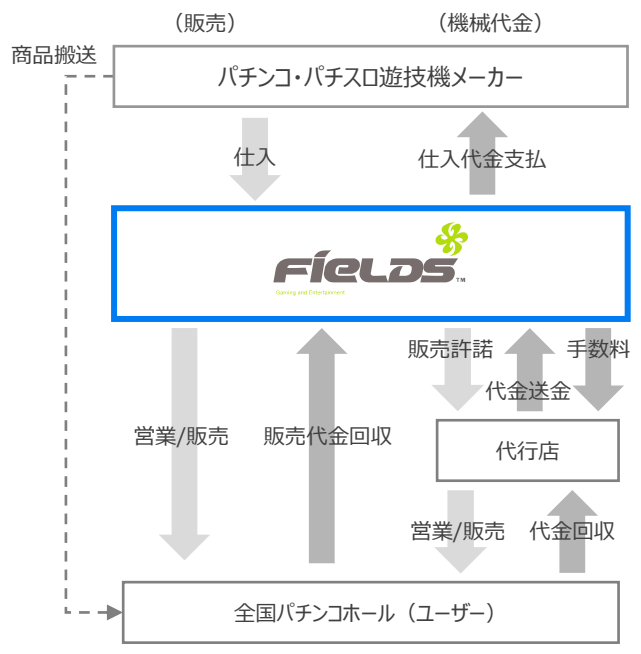 （販売）
（機械代金）
商品搬送
パチンコ・パチスロ遊技機メーカー
仕入
仕入代金支払
FIELDS
TM
Gaming and Entertainment
販売許諾
手数料
代金送金
営業/販売
販売代金回収
代行店
営業/販売
代金回収
全国パチンコホール（ユーザー）